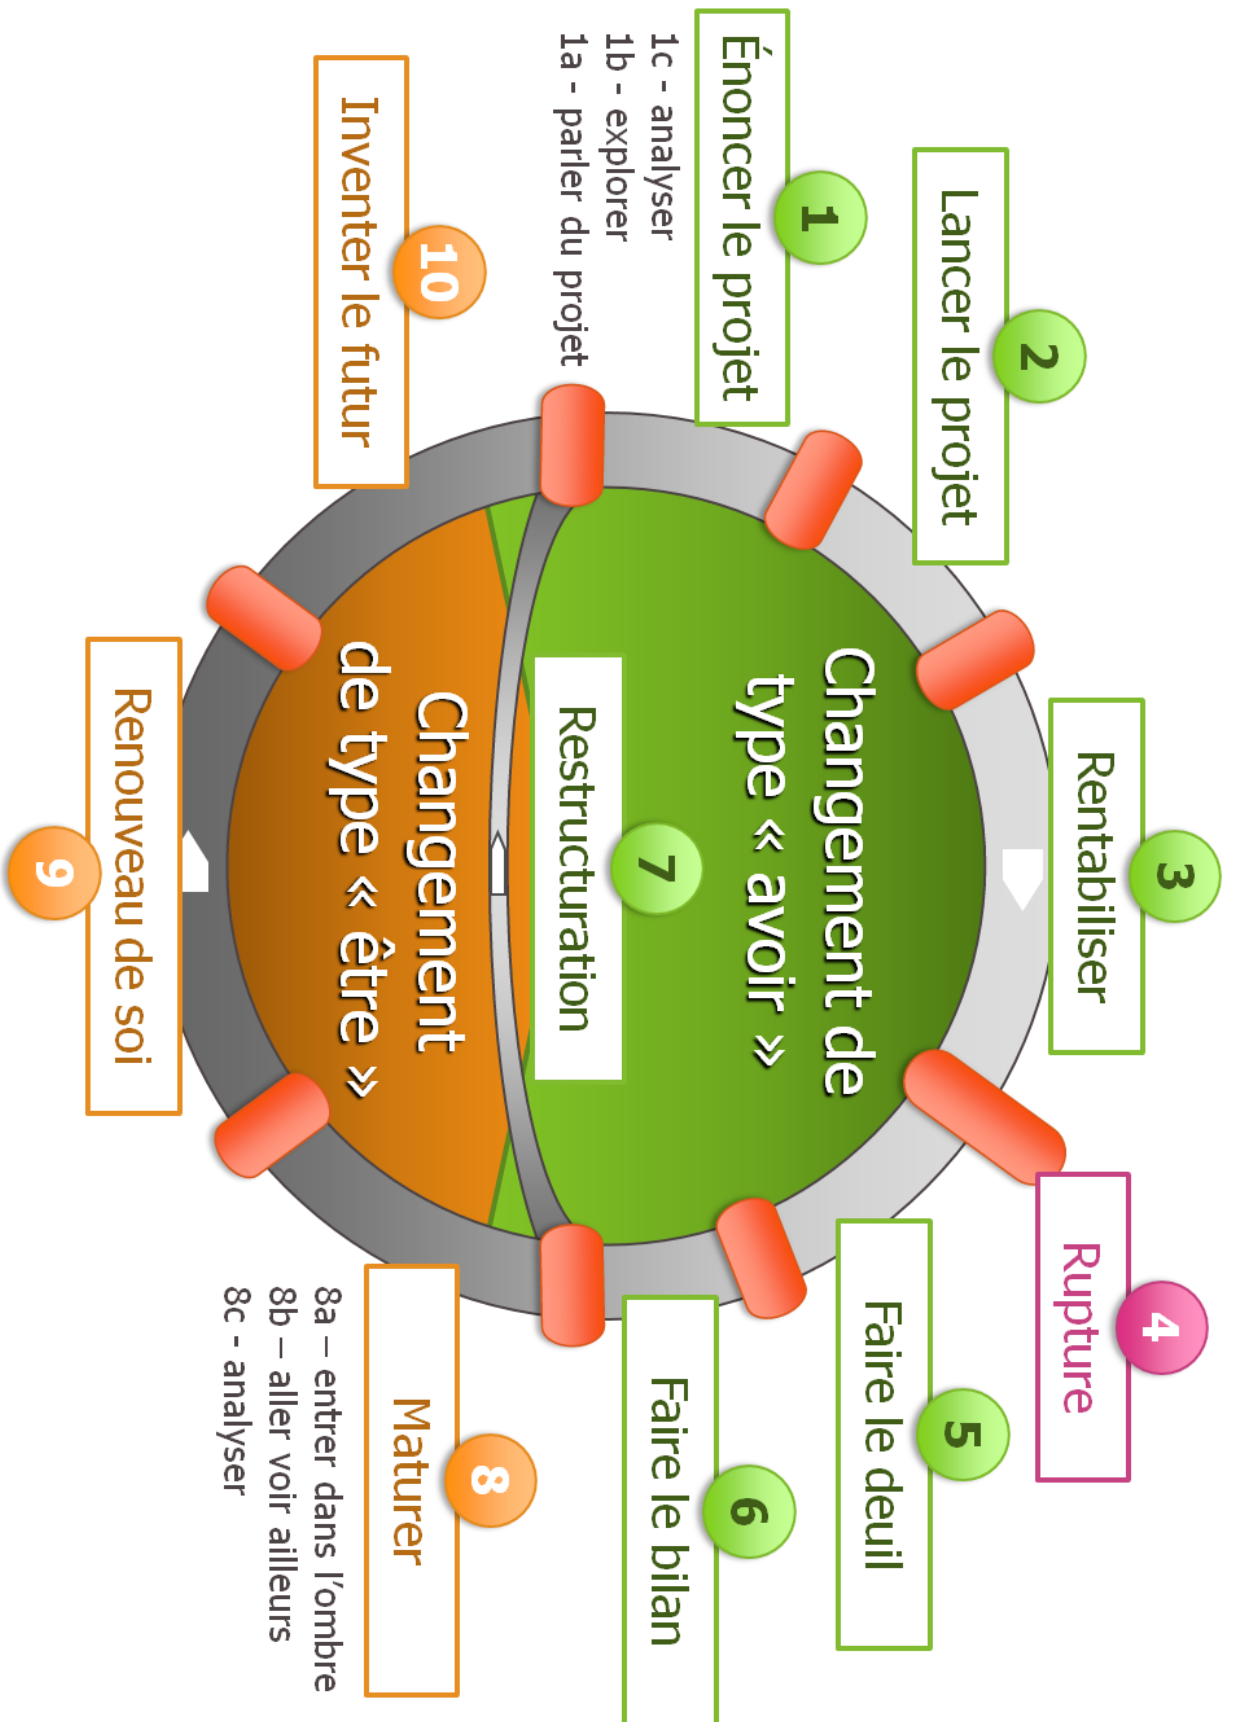 1
Énoncer le projet
1c - analyser
1b - explorer
1a - parler du projet
2
Lancer le projet
3
Rentabiliser
4
Rupture
5
Faire le deuil
6
Faire le bilan
7
Restructuration
Changement de
type « avoir »
Changement
de type « être »
8
Maturer
8a – entrer dans l’ombre
8b – aller voir ailleurs
8c - analyser
9
Renouveau de soi
10
Inventer le futur